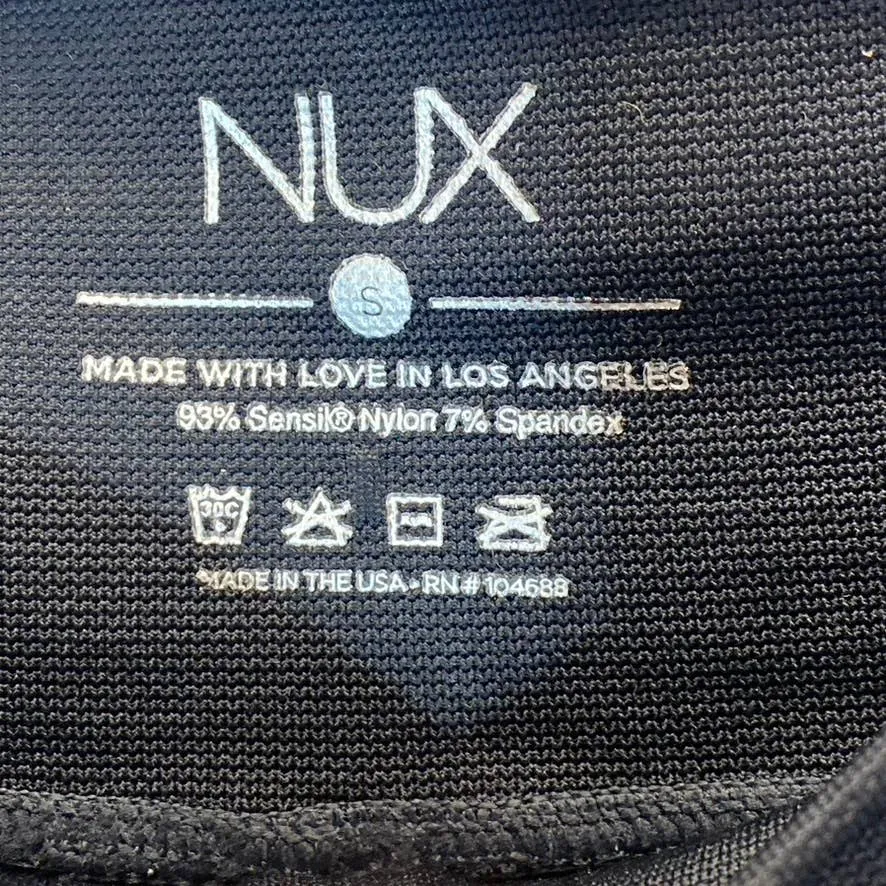 NUX
S
MADE WITH LOVE IN LOS ANGELES
93% Sensil® Nylon 7% Spandex
30C
MADE IN THE USA • RN # 104688